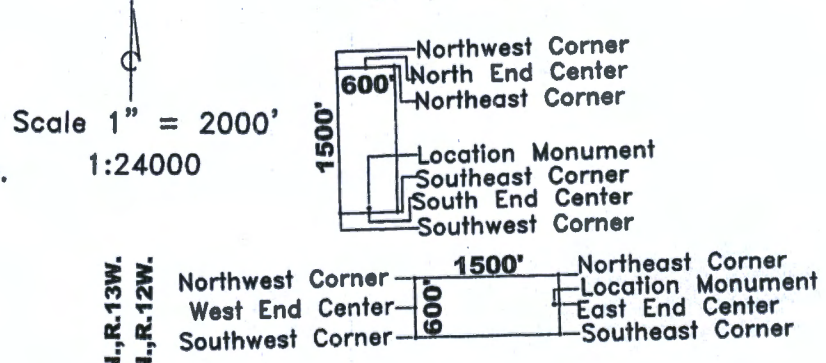 Northwest Corner
600' North End Center
Northeast Corner
Scale 1" = 2000'
1:24000
1500'
Location Monument
Southeast Corner
South End Center
Southwest Corner
R.13W.
R.12W.
1500'
600'
Northwest Corner
West End Center
Southwest Corner
Northeast Corner
Location Monument
East End Center
Southeast Corner